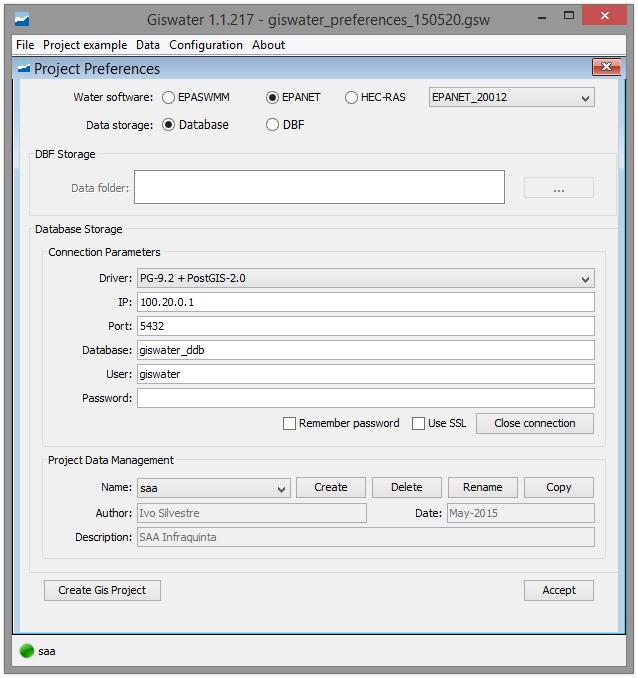 Giswater 1.1.217 - giswater_preferences_150520.gsw
File Project example Data Configuration About
Project Preferences
Water software: EPASWMM EPANET HEC-RAS EPANET_20012
Data storage: Database DBF
DBF Storage
Data folder: ...
Database Storage
Connection Parameters
Driver: PG-9.2 + PostGIS-2.0
IP: 100.20.0.1
Port: 5432
Database: giswater_ddb
User: giswater
Password:
Remember password Use SSL Close connection
Project Data Management
Name: saa Create Delete Rename Copy
Author: Ivo Silvestre Date: May-2015
Description: SAA Infraquinta
Create Gis Project Accept
saa